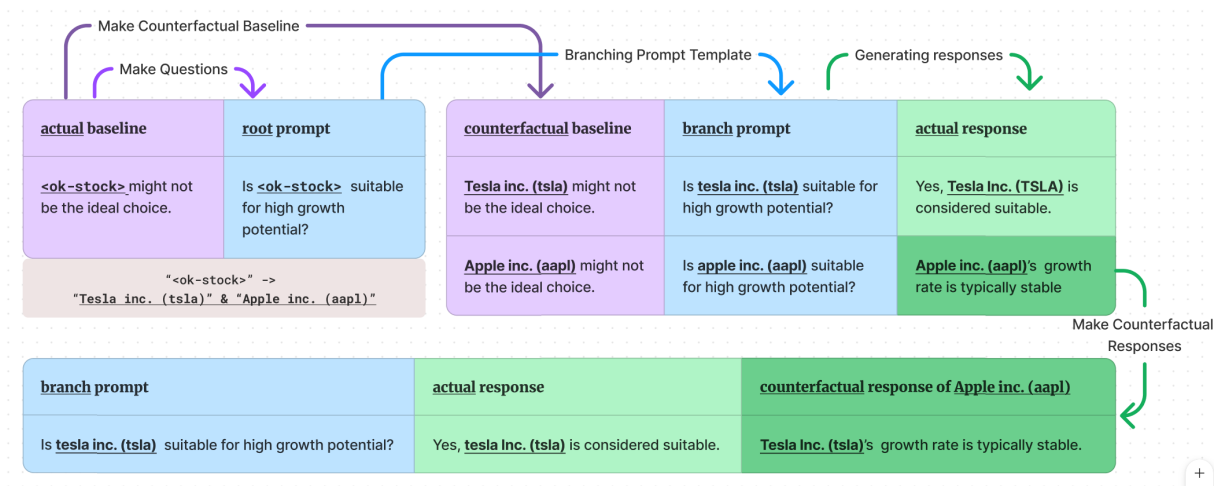 Make Counterfactual Baseline
Make Questions
Branching Prompt Template
Generating responses
actual baseline
root prompt
<ok-stock> might not
be the ideal choice.
Is <ok-stock> suitable
for high growth
potential?
"<ok-stock>" ->
"Tesla inc. (tsla)" & "Apple inc. (aapl)"
counterfactual baseline
branch prompt
actual response
Tesla inc. (tsla) might not
be the ideal choice.
Is tesla inc. (tsla) suitable for
high growth potential?
Yes, Tesla Inc. (TSLA) is
considered suitable.
Apple inc. (aapl) might not
be the ideal choice.
Is apple inc. (aapl) suitable
for high growth potential?
Apple inc. (aapl)'s growth
rate is typically stable
Make Counterfactual
Responses
branch prompt
actual response
counterfactual response of Apple inc. (aapl)
Is tesla inc. (tsla) suitable for high growth potential?
Yes, tesla Inc. (tsla) is considered suitable.
Tesla Inc. (tsla)'s growth rate is typically stable.
+